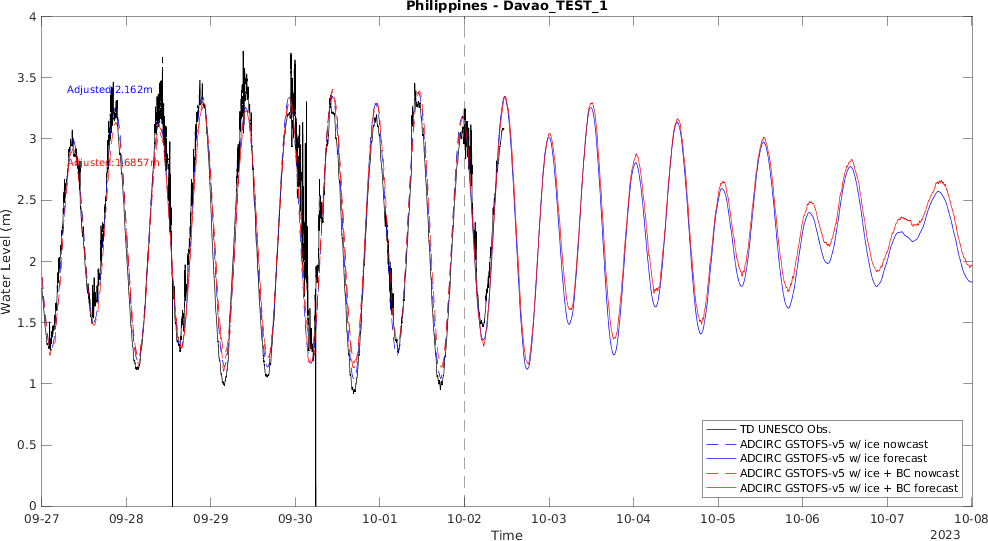 Philippines - Davao_TEST_1
4
3.5
3
2.5
2
1.5
1
0.5
0
Water Level (m)
Adjusted:2.162m
Adjusted:1.6857m
TD UNESCO Obs.
ADCIRC GSTOFS-v5 w/ ice nowcast
ADCIRC GSTOFS-v5 w/ ice forecast
ADCIRC GSTOFS-v5 w/ ice + BC nowcast
ADCIRC GSTOFS-v5 w/ ice + BC forecast
09-27 09-28 09-29 09-30 10-01 10-02 10-03 10-04 10-05 10-06 10-07 10-08
Time
2023